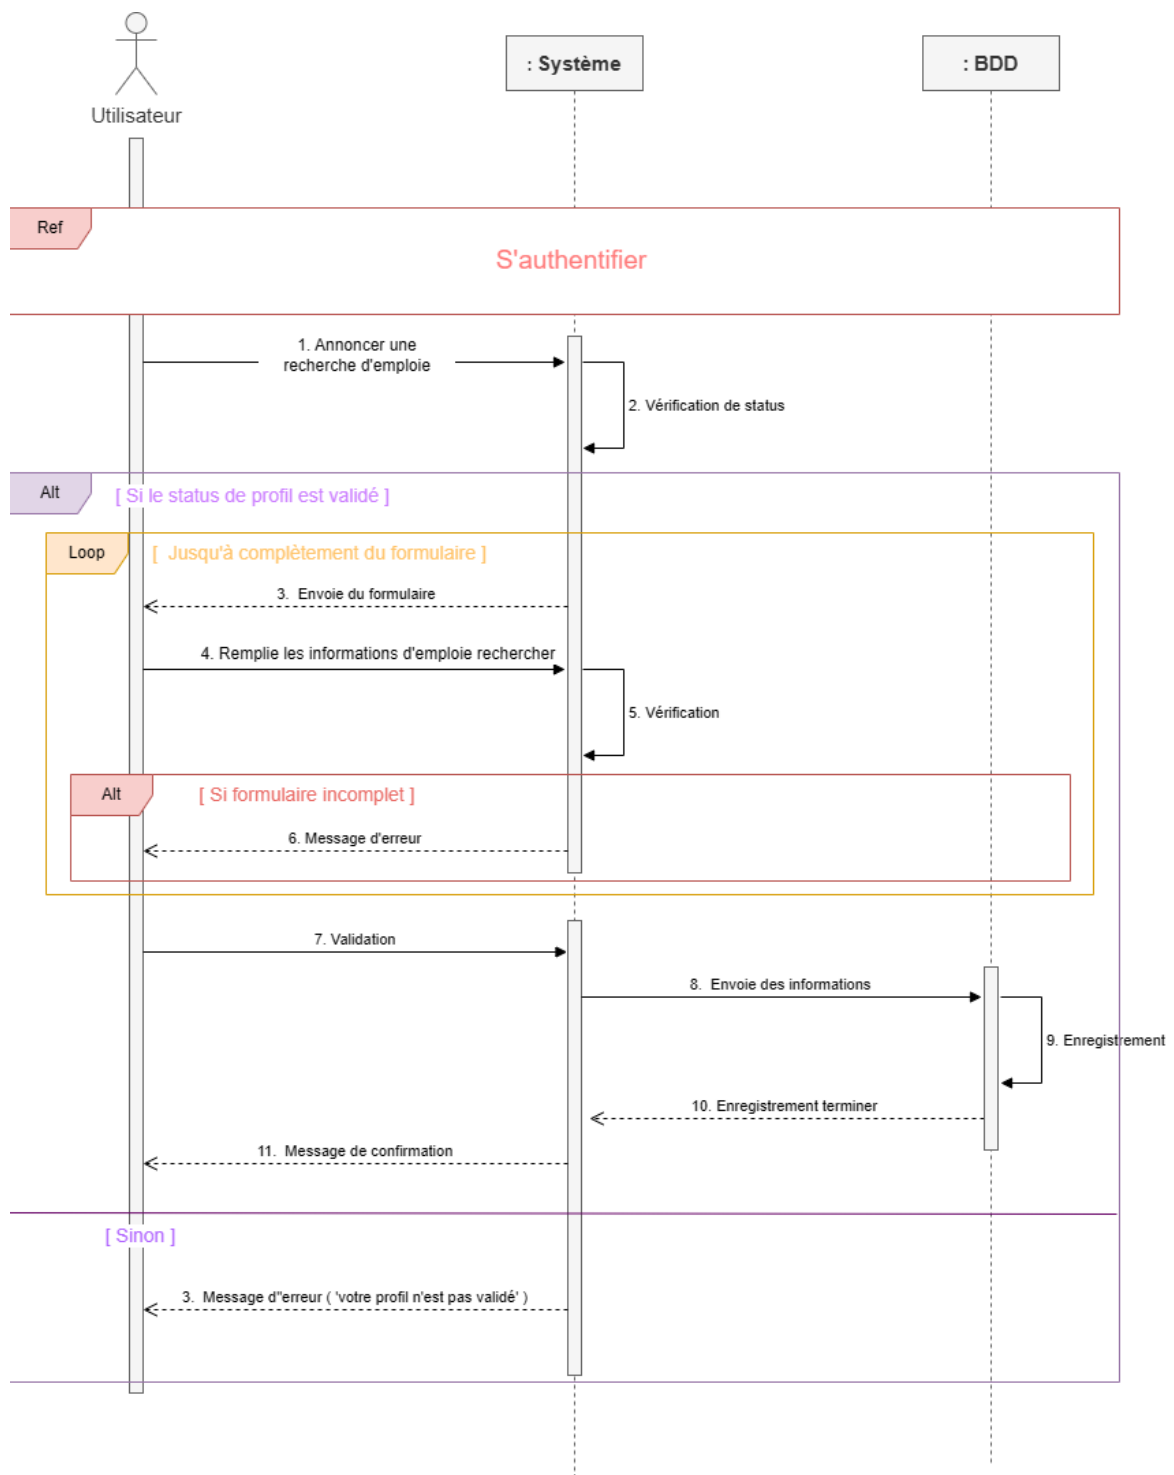 : Système
: BDD
Utilisateur
Ref
S'authentifier
1. Annoncer une
recherche d'emploie
2. Vérification de status
Alt
[ Si le status de profil est validé ]
Loop
[ Jusqu'à complètement du formulaire ]
3. Envoie du formulaire
4. Remplie les informations d'emploie rechercher
5. Vérification
Alt
[ Si formulaire incomplet ]
6. Message d'erreur
7. Validation
8. Envoie des informations
9. Enregistrement
10. Enregistrement terminer
11. Message de confirmation
[ Sinon ]
3. Message d''erreur ( 'votre profil n'est pas validé' )